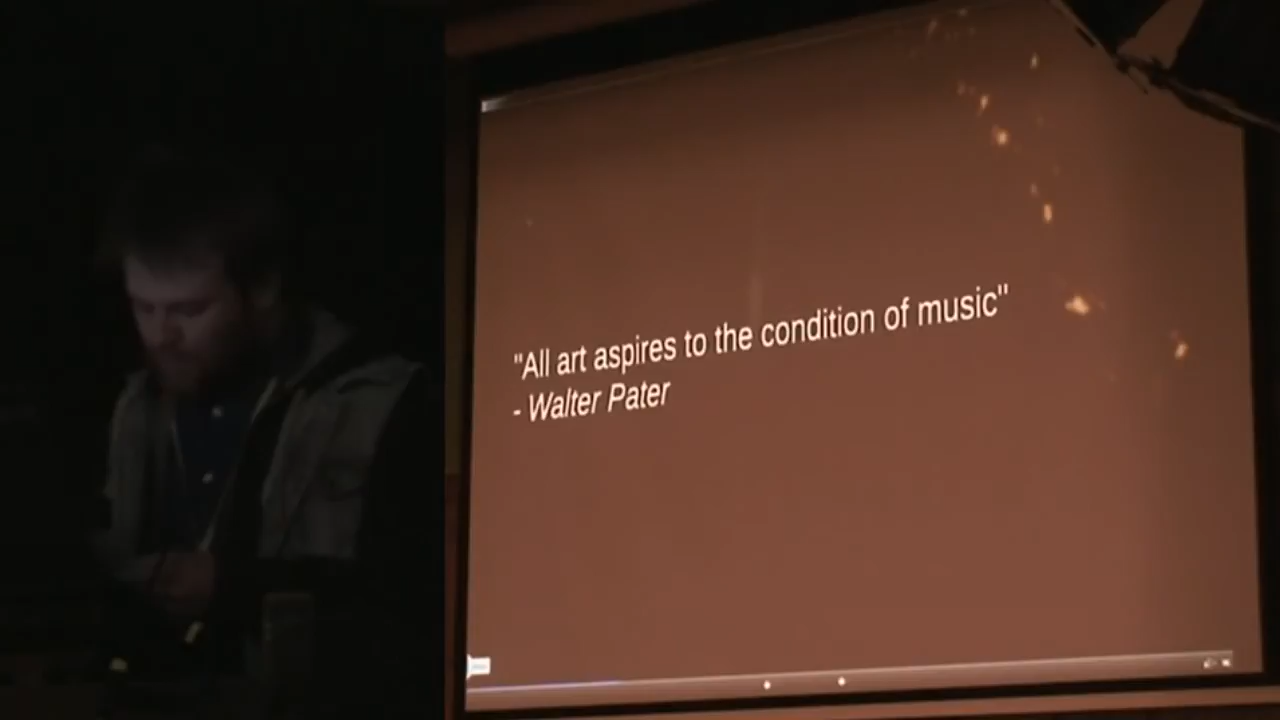 "All art aspires to the condition of music"
- Walter Pater